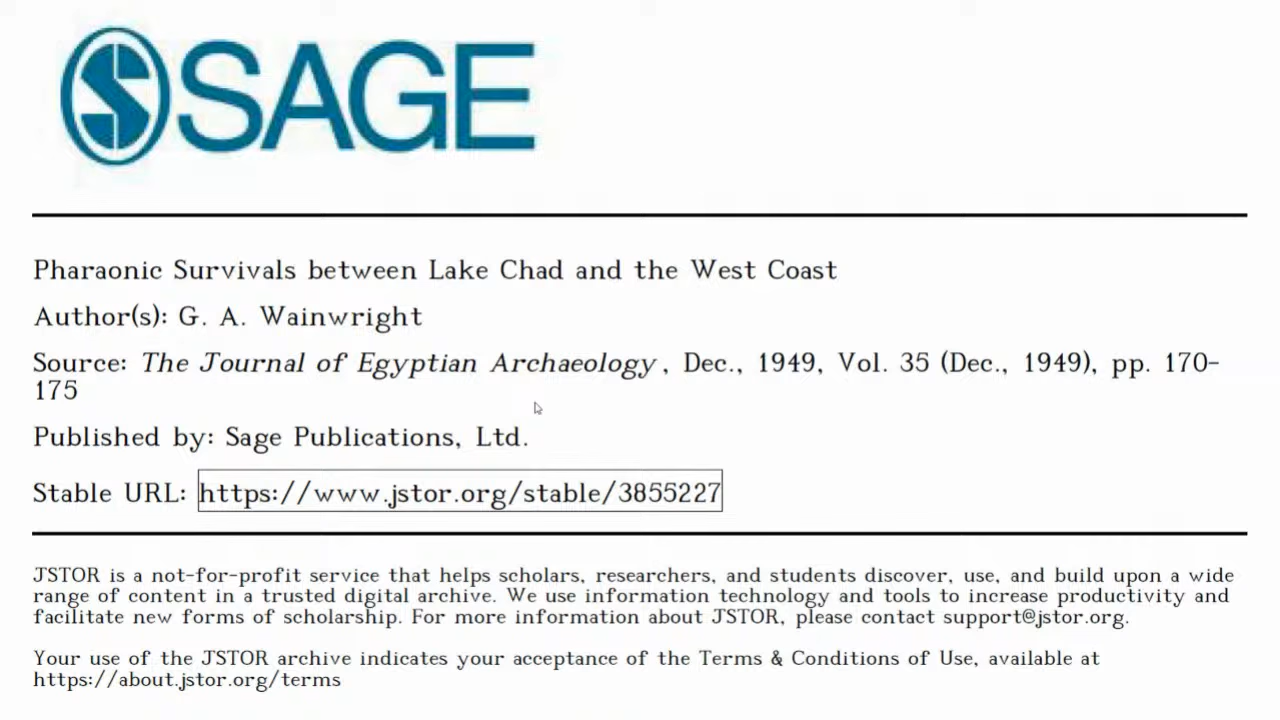 SAGE
Pharaonic Survivals between Lake Chad and the West Coast
Author(s): G. A. Wainwright
Source: The Journal of Egyptian Archaeology, Dec., 1949, Vol. 35 (Dec., 1949), pp. 170-
175
Published by: Sage Publications, Ltd.
Stable URL: https://www.jstor.org/stable/3855227
JSTOR is a not-for-profit service that helps scholars, researchers, and students discover, use, and build upon a wide
range of content in a trusted digital archive. We use information technology and tools to increase productivity and
facilitate new forms of scholarship. For more information about JSTOR, please contact support@jstor.org.
Your use of the JSTOR archive indicates your acceptance of the Terms & Conditions of Use, available at
https://about.jstor.org/terms